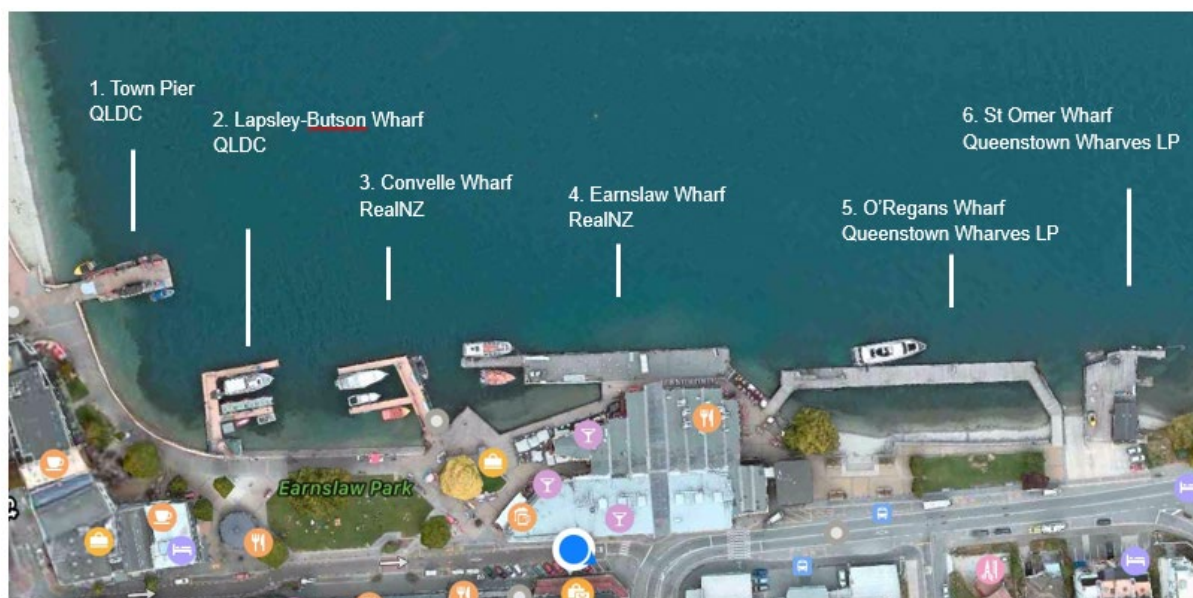 1. Town Pier
QLDC
2. Lapsley-Butson Wharf
QLDC
3. Convelle Wharf
RealNZ
4. Earnslaw Wharf
RealNZ
5. O'Regans Wharf
Queenstown Wharves LP
6. St Omer Wharf
Queenstown Wharves LP
Earnslaw Park